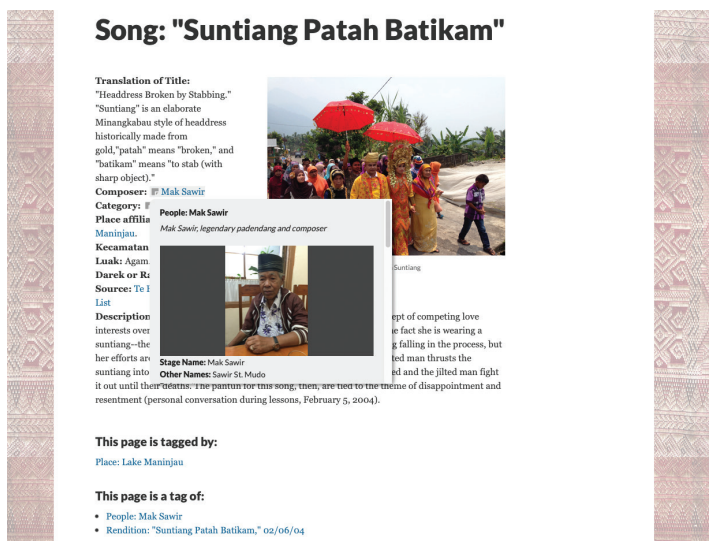 Song: "Suntiang Patah Batikam"
Translation of Title:
"Headdress Broken by Stabbing."
"Suntiang" is an elaborate
Minangkabau style of headdress
historically made from
gold,"patah" means "broken," and
"batikam" means "to stab (with
sharp object)."
Composer: Mak Sawir
Category:
Place affilia
Maninjau.
Kecamatan
Luak: Agam
Darek or Ra
Source: Te
List
People: Mak Sawir
Mak Sawir, legendary padendang and composer
Stage Name: Mak Sawir
Other Names: Sawir St. Mudo
Suntiang
Description ept of competing love
interests over e fact she is wearing a
suntiang--the g falling in the process, but
her efforts are ted man thrusts the
suntiang into ed and the jilted man fight
it out until their deaths. The pantun for this song, then, are tied to the theme of disappointment and
resentment (personal conversation during lessons, February 5, 2004).
This page is tagged by:
Place: Lake Maninjau
This page is a tag of:
• People: Mak Sawir
• Rendition: "Suntiang Patah Batikam," 02/06/04